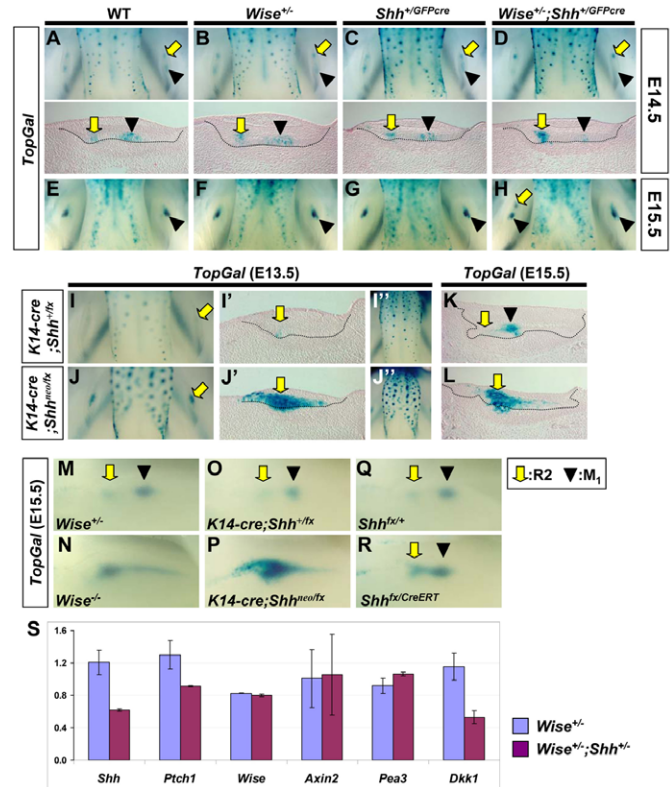 WT Wise+/- Shh+/GFPcre Wise+/-;Shh+/GFPcre
A B C D
TopGal
E14.5
E F G H
E15.5
TopGal (E13.5) TopGal (E15.5)
K14-cre ;Shh+/fx
I I' I'' K
K14-cre ;Shhneo/fx
J J' J'' L
TopGal (E15.5)
M O Q
:R2 :M1
Wise+/- K14-cre;Shh+/fx Shhfx/+
N P R
Wise-/- K14-cre;Shhneo/fx Shhfx/CreERT
S
1.6
1.2
0.8
0.4
0.0
Shh Ptch1 Wise Axin2 Pea3 Dkk1
Wise+/-
Wise+/-;Shh+/-